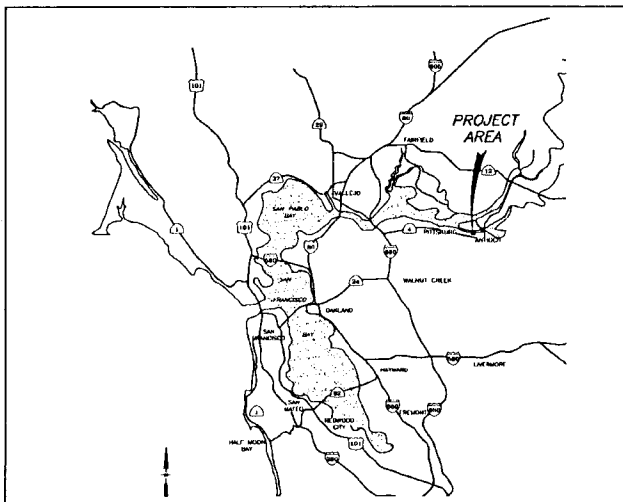 101
29
80
PROJECT
AREA
FAIRFIELD
12
37
VALLEJO
SAN PABLO
BAY
1
101
80
4
PITTSBURG
ANTIOCH
580
680
SAN
FRANCISCO
24
WALNUT CREEK
OAKLAND
SAN
FRANCISCO
BAY
580
LIVERMORE
HAYWARD
92
SAN
MATEO
1
880
FREMONT
680
REDWOOD
CITY
HALF MOON
BAY
101
280